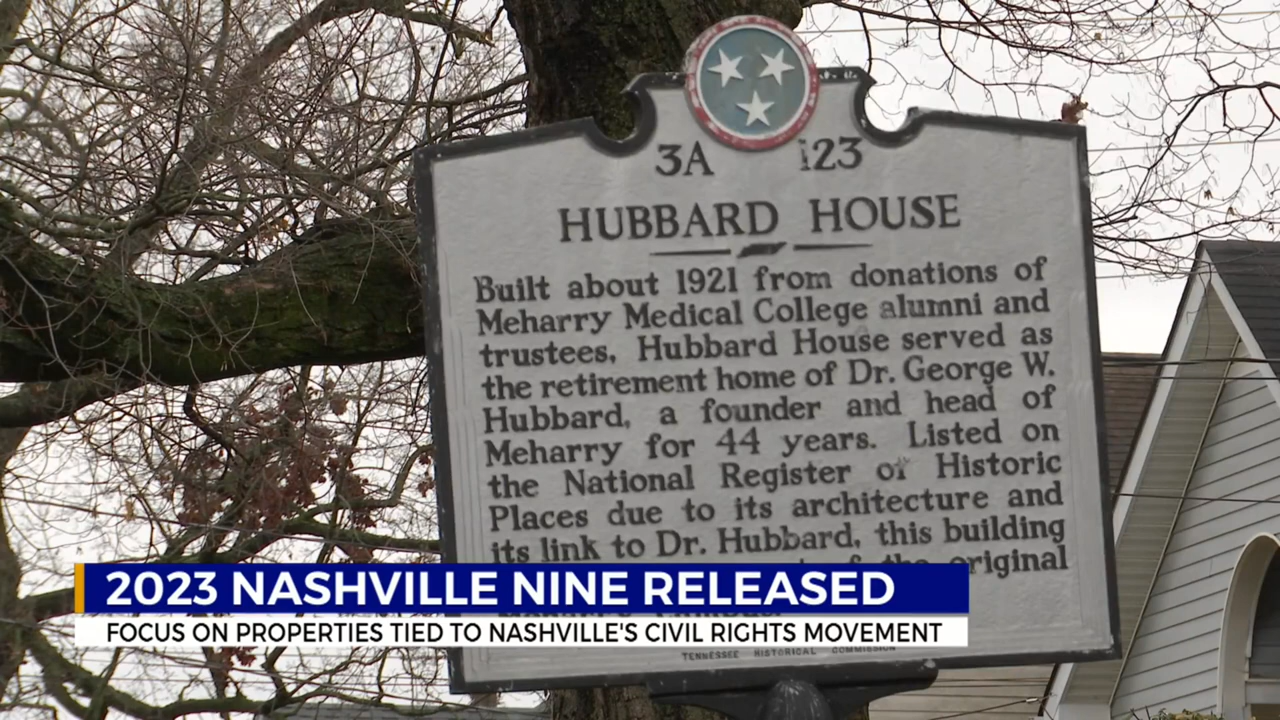 3A 123
HUBBARD HOUSE
Built about 1921 from donations of
Meharry Medical College alumni and
trustees, Hubbard House served as
the retirement home of Dr. George W.
Hubbard, a founder and head of
Meharry for 44 years. Listed on
the National Register of Historic
Places due to its architecture and
its link to Dr. Hubbard, this building
original
2023 NASHVILLE NINE RELEASED
FOCUS ON PROPERTIES TIED TO NASHVILLE'S CIVIL RIGHTS MOVEMENT
TENNESSEE HISTORICAL COMMISSION